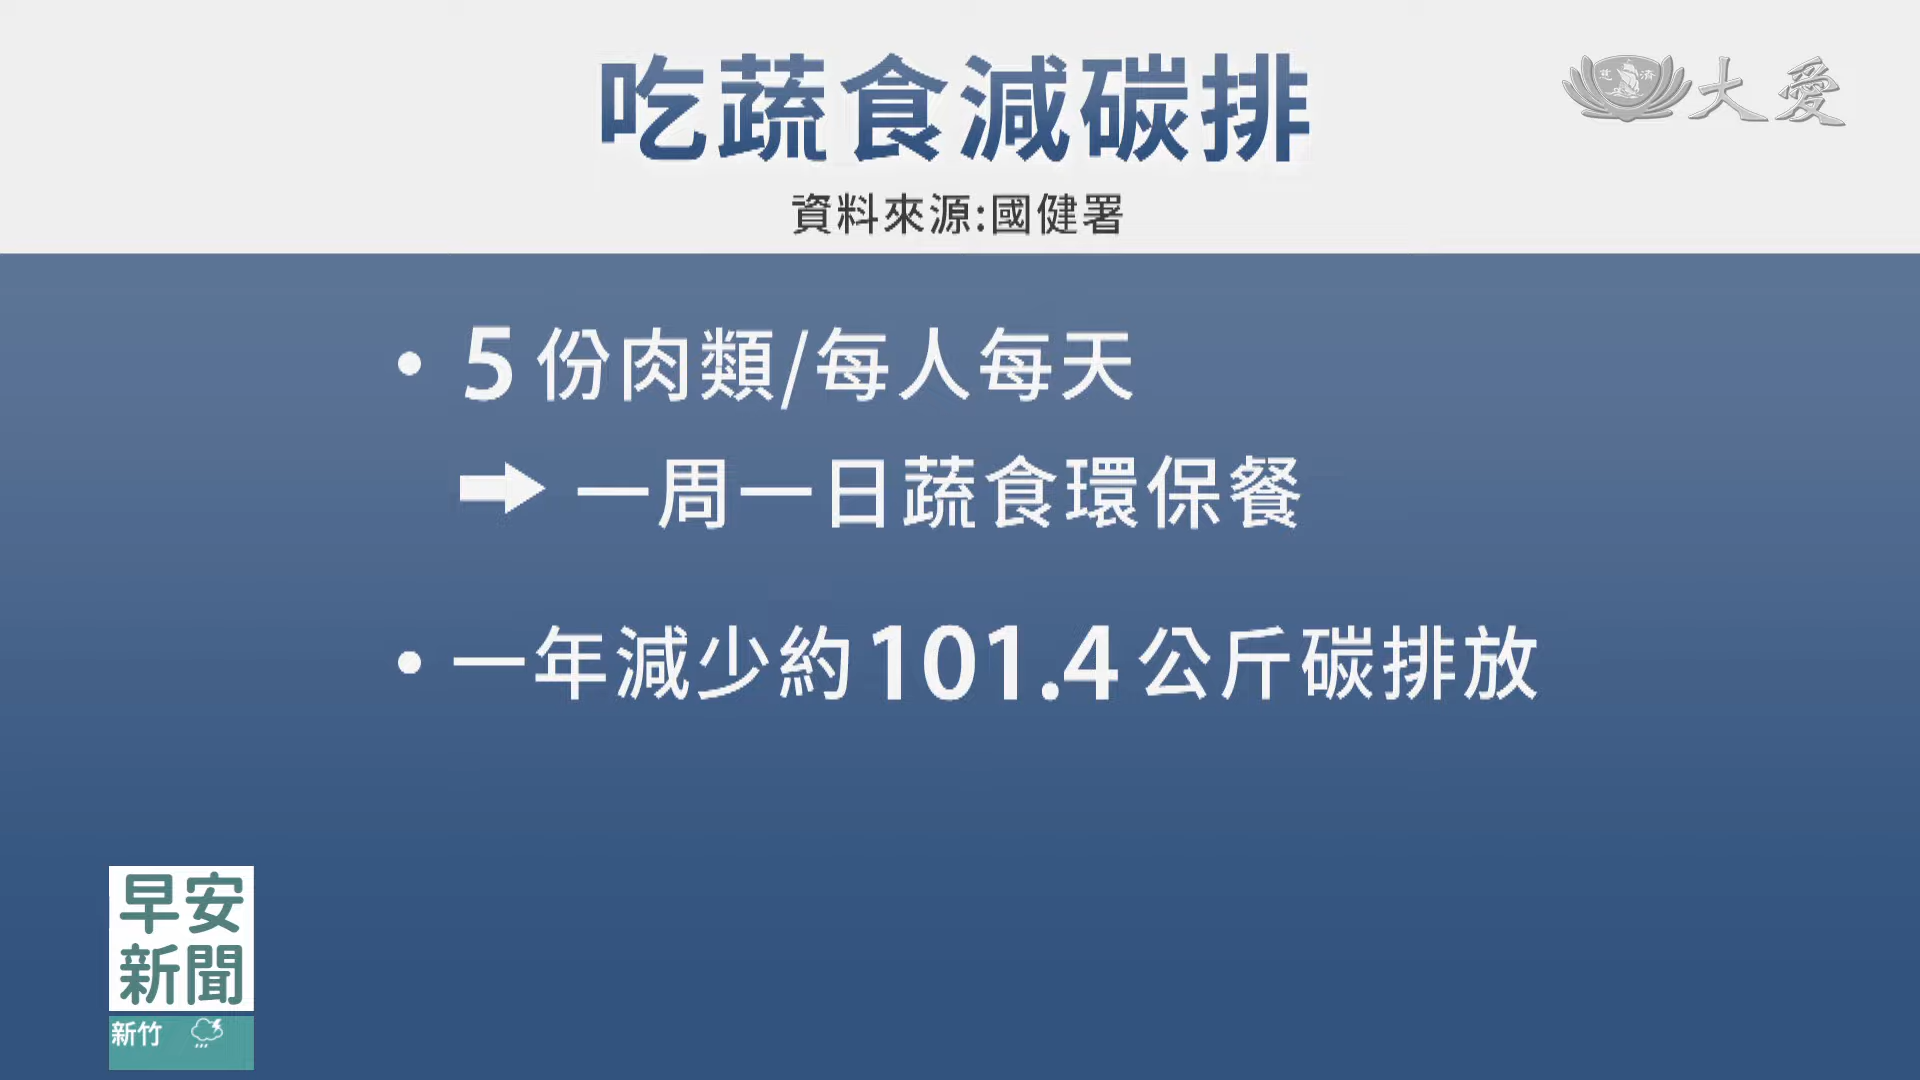 吃蔬食減碳排
大愛
慈濟
資料來源:國健署
• 5份肉類/每人每天
➡ 一周一日蔬食環保餐
• 一年減少約101.4公斤碳排放
早安
新聞
新竹